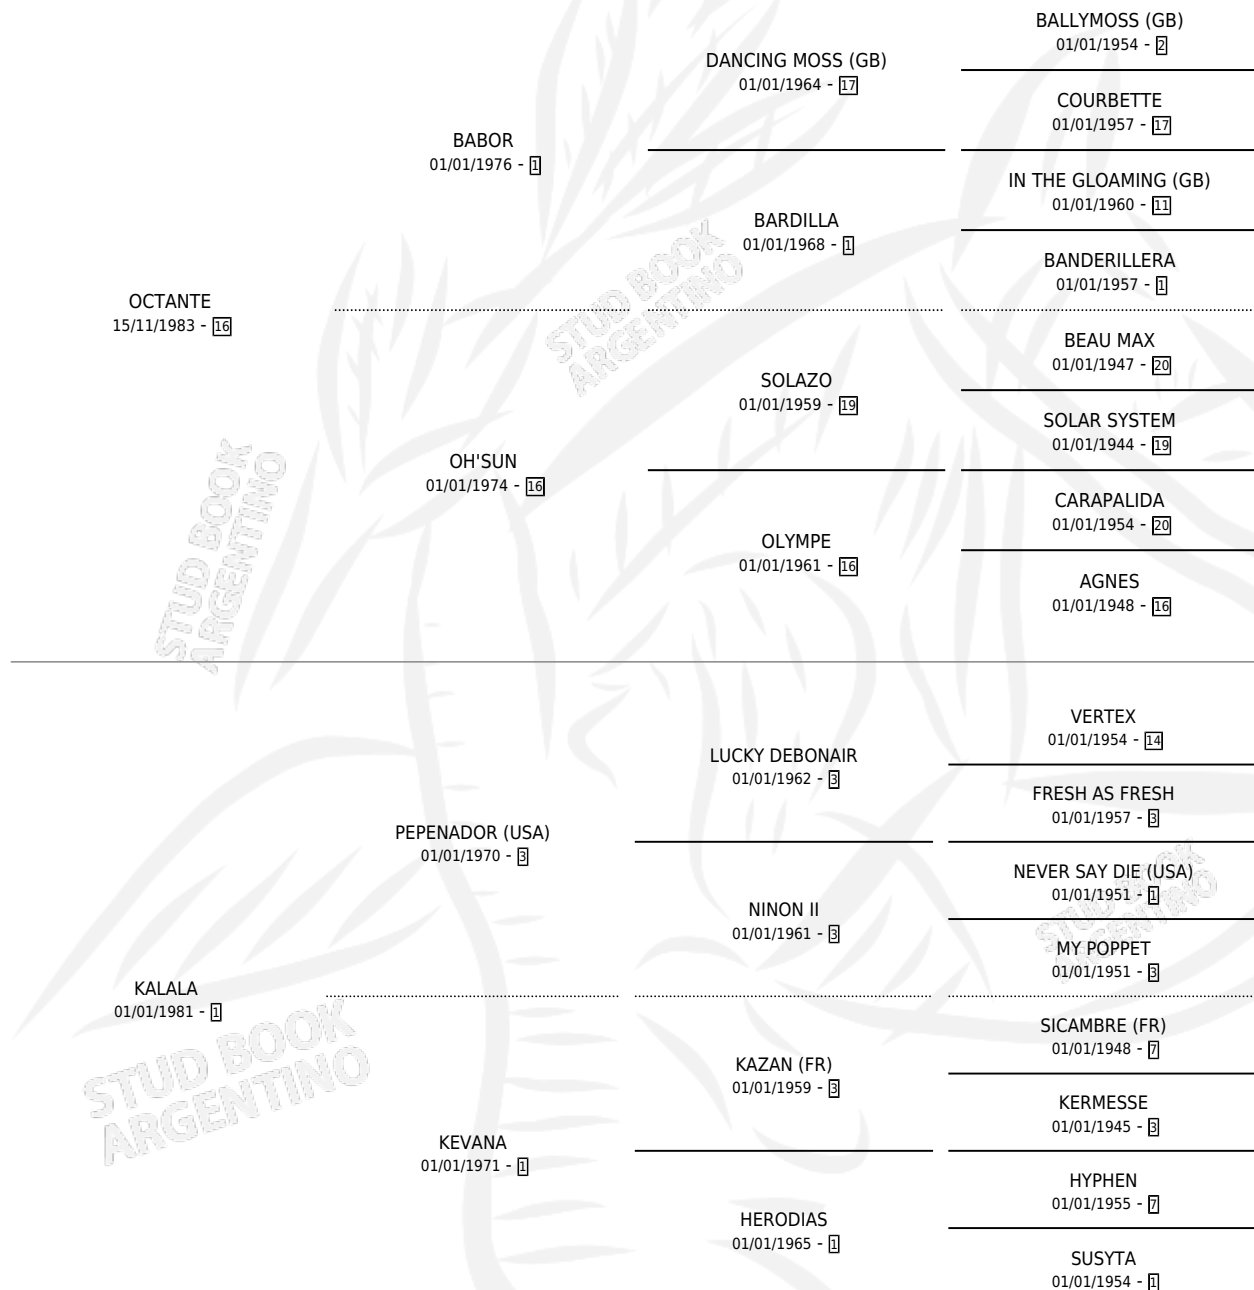 BALLYMOSS (GB)
01/01/1954 - 2
DANCING MOSS (GB)
01/01/1964 - 17
COURBETTE
01/01/1957 - 17
BABOR
01/01/1976 - 1
IN THE GLOAMING (GB)
01/01/1960 - 11
BARDILLA
01/01/1968 - 1
BANDERILLERA
01/01/1957 - 1
OCTANTE
15/11/1983 - 16
BEAU MAX
01/01/1947 - 20
SOLAZO
01/01/1959 - 19
SOLAR SYSTEM
01/01/1944 - 19
OH'SUN
01/01/1974 - 16
CARAPALIDA
01/01/1954 - 20
OLYMPE
01/01/1961 - 16
AGNES
01/01/1948 - 16
VERTEX
01/01/1954 - 14
LUCKY DEBONAIR
01/01/1962 - 3
FRESH AS FRESH
01/01/1957 - 3
PEPENADOR (USA)
01/01/1970 - 3
NEVER SAY DIE (USA)
01/01/1951 - 1
NINON II
01/01/1961 - 3
MY POPPET
01/01/1951 - 3
KALALA
01/01/1981 - 1
SICAMBRE (FR)
01/01/1948 - 7
KAZAN (FR)
01/01/1959 - 3
KERMESSE
01/01/1945 - 3
KEVANA
01/01/1971 - 1
HYPHEN
01/01/1955 - 7
HERODIAS
01/01/1965 - 1
SUSYTA
01/01/1954 - 1
STUD BOOK
ARGENTINO
STUD BOOK
ARGENTINO
STUD BOOK
ARGENTINO
STUD BOOK
ARGENTINO